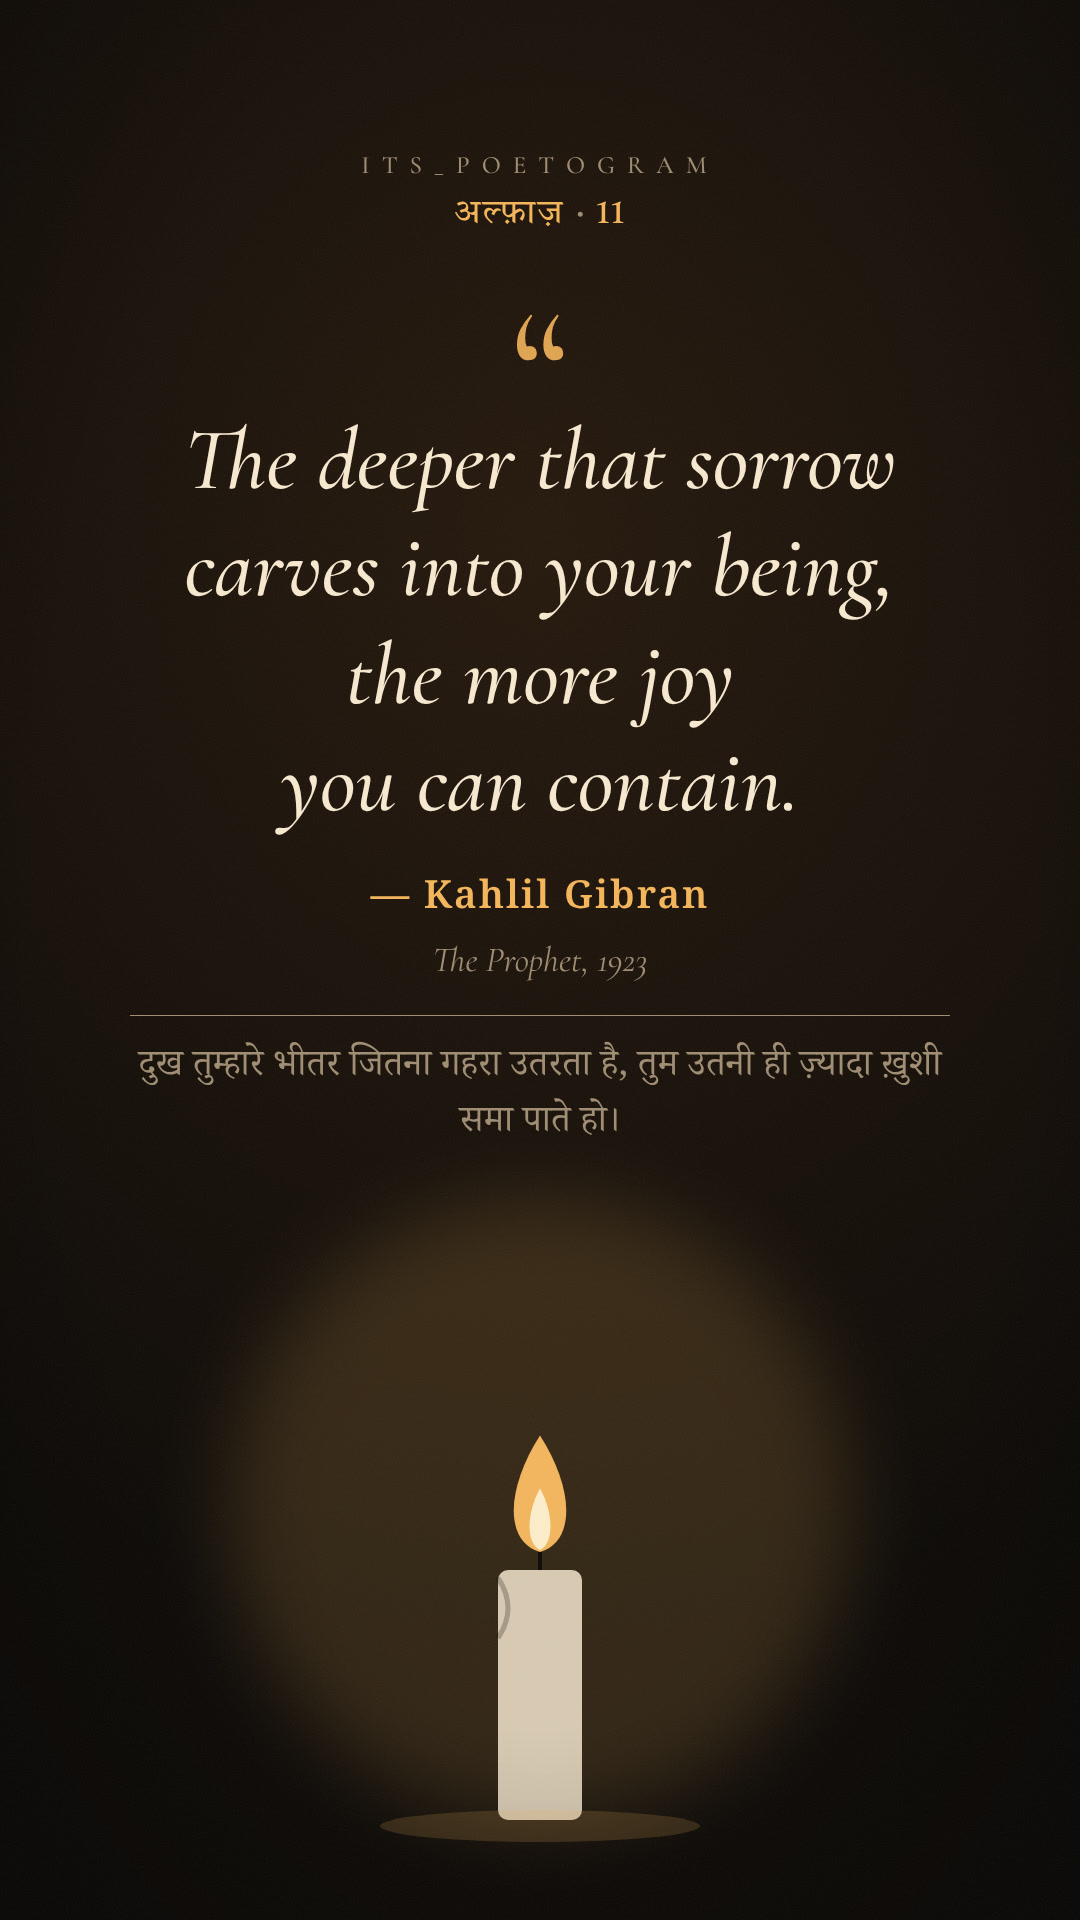 ITS_POETOGRAM
अल्फ़ाज़ · 11
“
The deeper that sorrow
carves into your being,
the more joy
you can contain.
— Kahlil Gibran
The Prophet, 1923
दुख तुम्हारे भीतर जितना गहरा उतरता है, तुम उतनी ही ज़्यादा ख़ुशी
समा पाते हो।